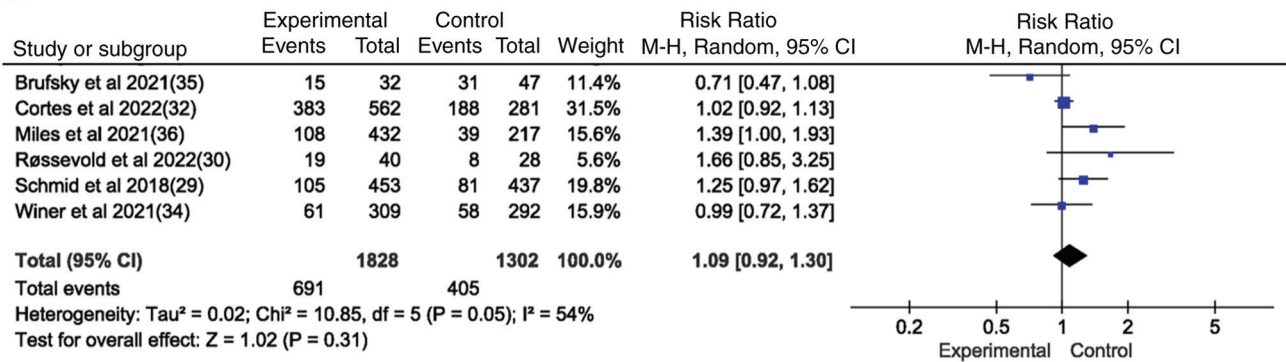 Experimental Control Risk Ratio Risk Ratio
Study or subgroup Events Total Events Total Weight M-H, Random, 95% CI M-H, Random, 95% CI
Brufsky et al 2021(35) 15 32 31 47 11.4% 0.71 [0.47, 1.08]
Cortes et al 2022(32) 383 562 188 281 31.5% 1.02 [0.92, 1.13]
Miles et al 2021(36) 108 432 39 217 15.6% 1.39 [1.00, 1.93]
Røssevold et al 2022(30) 19 40 8 28 5.6% 1.66 [0.85, 3.25]
Schmid et al 2018(29) 105 453 81 437 19.8% 1.25 [0.97, 1.62]
Winer et al 2021(34) 61 309 58 292 15.9% 0.99 [0.72, 1.37]
Total (95% CI) 1828 1302 100.0% 1.09 [0.92, 1.30]
Total events 691 405
Heterogeneity: Tau² = 0.02; Chi² = 10.85, df = 5 (P = 0.05); I² = 54%
Test for overall effect: Z = 1.02 (P = 0.31)
0.2 0.5 1 2 5
Experimental Control